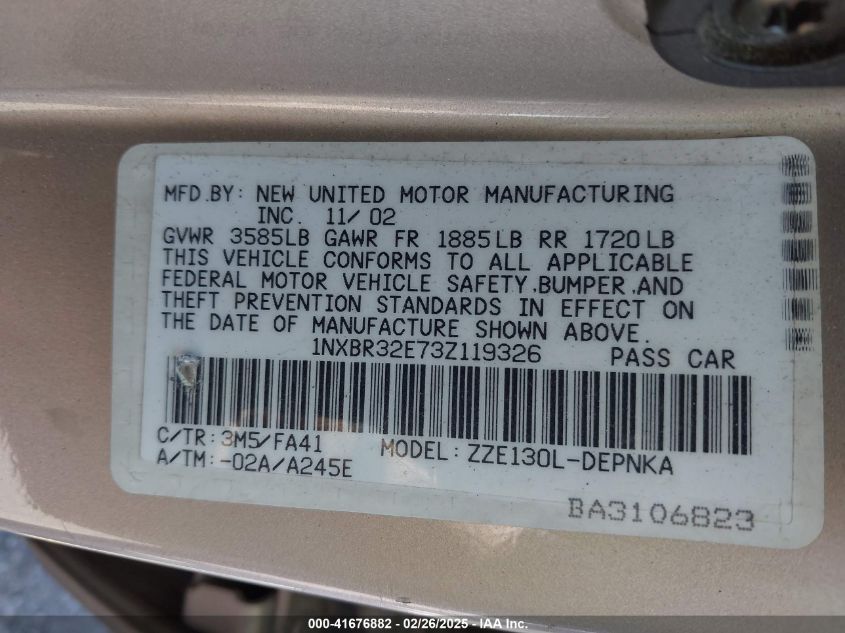 MFD.BY: NEW UNITED MOTOR MANUFACTURING
INC. 11/02
GVWR 3585LB GAWR FR 1885LB RR 1720LB
THIS VEHICLE CONFORMS TO ALL APPLICABLE
FEDERAL MOTOR VEHICLE SAFETY,BUMPER,AND
THEFT PREVENTION STANDARDS IN EFFECT ON
THE DATE OF MANUFACTURE SHOWN ABOVE.
1NXBR32E73Z119326 PASS CAR
C/TR:3M5/FA41 MODEL:ZZE130L-DEPNKA
A/TM:-02A/A245E
BA3106823
000-41676882 - 02/26/2025 - IAA Inc.